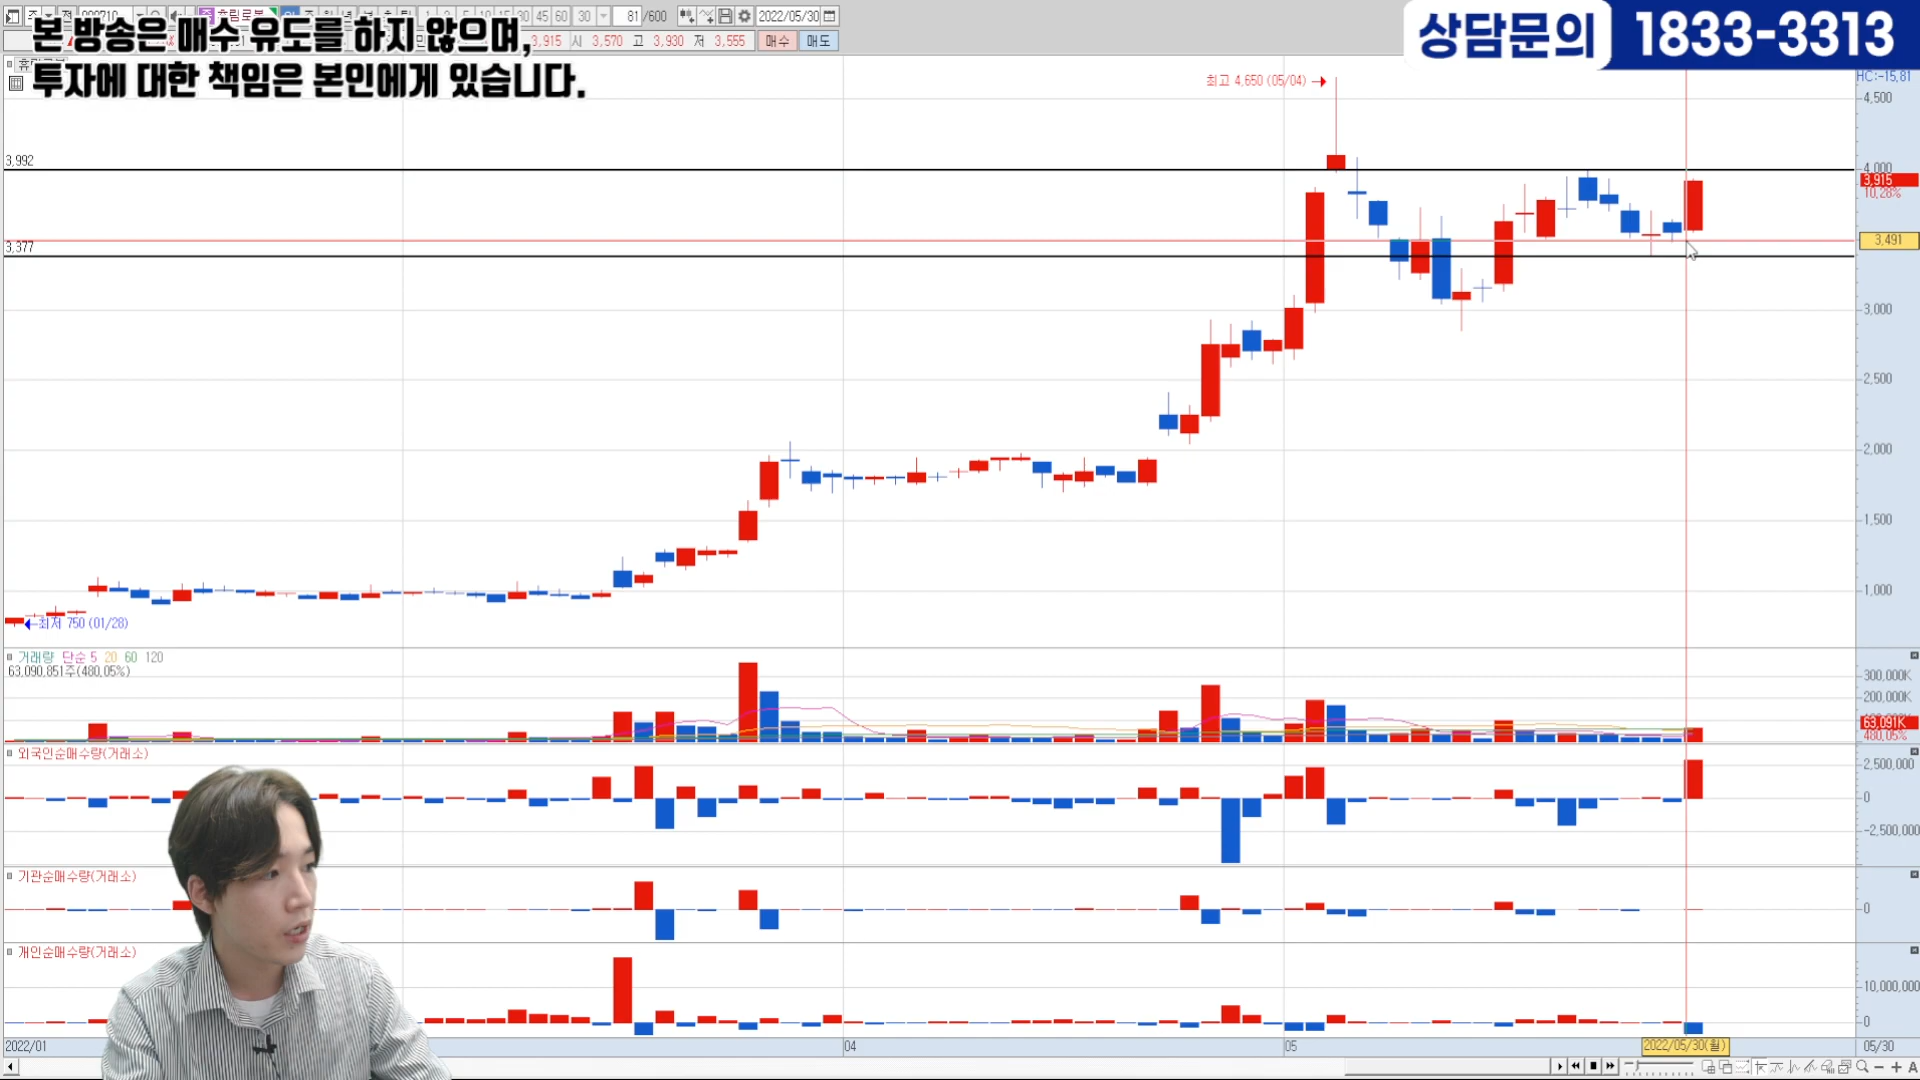 본 방송은 매수 유도를 하지 않으며,
투자에 대한 책임은 본인에게 있습니다.
상담문의 1833-3313
45 60 30 81 /600 2022/05/30
3,915 시 3,570 고 3,930 저 3,555 매수 매도
HC:-15,81
최고 4,650 (05/04)
4,500
3,992
4,000
3,915
10,28%
3,377
3,491
3,000
2,500
2,000
1,500
1,000
최저 750 (01/28)
거래량 단순 5 20 60 120
63,090,851주(480,05%)
300,000K
200,000K
63,091K
480,05%
외국인순매수량(거래소)
2,500,000
0
-2,500,000
기관순매수량(거래소)
0
개인순매수량(거래소)
10,000,000
0
2022/01 04 05 2022/05/30(월) 05/30
A